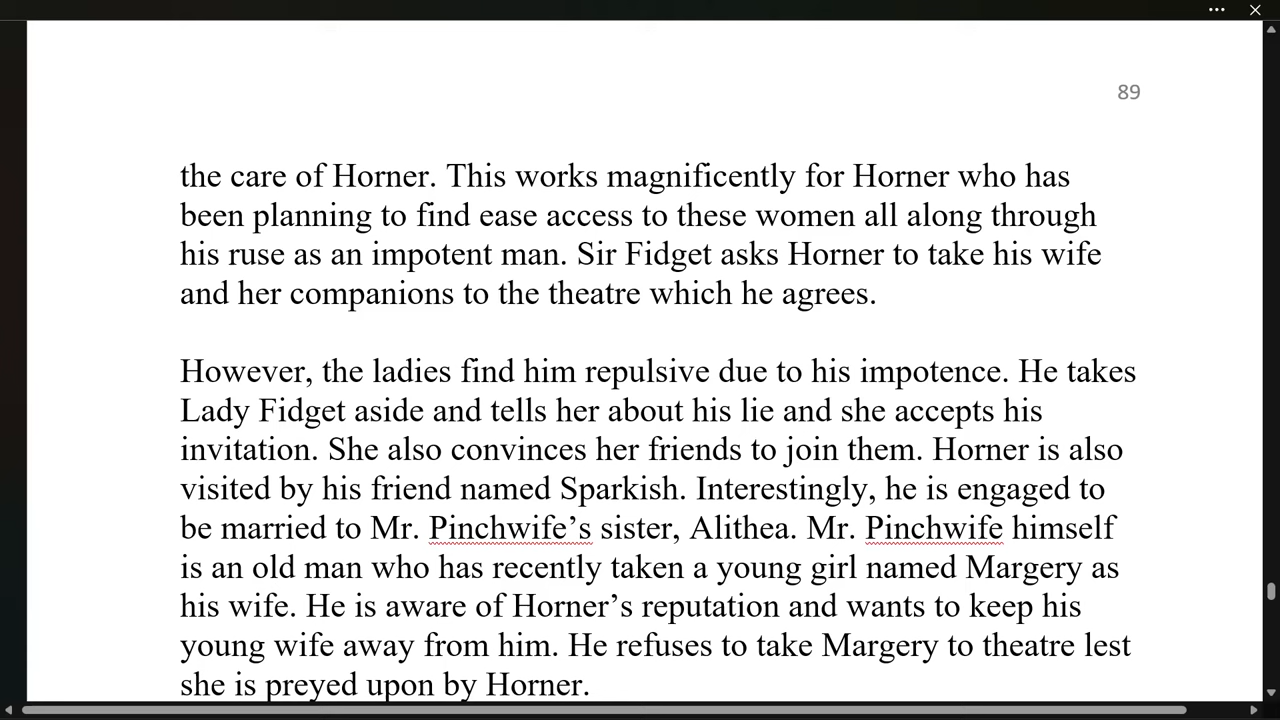 89
the care of Horner. This works magnificently for Horner who has
been planning to find ease access to these women all along through
his ruse as an impotent man. Sir Fidget asks Horner to take his wife
and her companions to the theatre which he agrees.
However, the ladies find him repulsive due to his impotence. He takes
Lady Fidget aside and tells her about his lie and she accepts his
invitation. She also convinces her friends to join them. Horner is also
visited by his friend named Sparkish. Interestingly, he is engaged to
be married to Mr. Pinchwife’s sister, Alithea. Mr. Pinchwife himself
is an old man who has recently taken a young girl named Margery as
his wife. He is aware of Horner’s reputation and wants to keep his
young wife away from him. He refuses to take Margery to theatre lest
she is preyed upon by Horner.